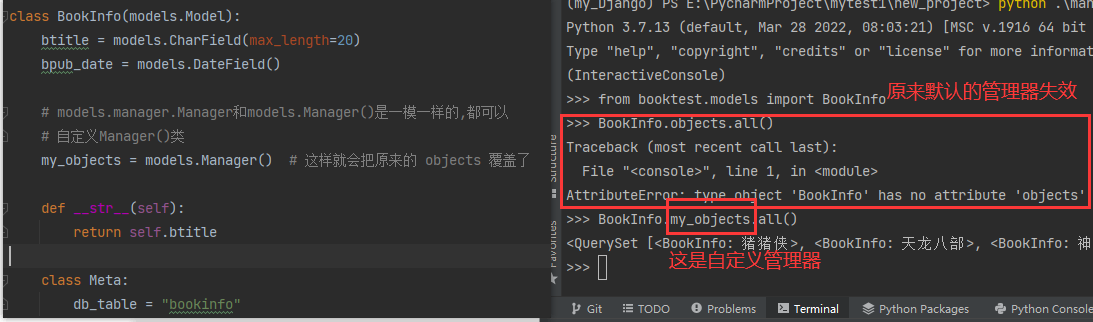 class BookInfo(models.Model):
btitle = models.CharField(max_length=20)
bpub_date = models.DateField()
# models.manager.Manager和models.Manager()是一模一样的,都可以
# 自定义Manager()类
my_objects = models.Manager()  # 这样就会把原来的 objects 覆盖了
def __str__(self):
return self.btitle
class Meta:
db_table = "bookinfo"
(my_Django) PS E:\PycharmProject\mytest1\new_project> python .\man
Python 3.7.13 (default, Mar 28 2022, 08:03:21) [MSC v.1916 64 bit
Type "help", "copyright", "credits" or "license" for more informat
(InteractiveConsole)
>>> from booktest.models import BookInfo
原来默认的管理器失效
>>> BookInfo.objects.all()
Traceback (most recent call last):
File "<console>", line 1, in <module>
AttributeError: type object 'BookInfo' has no attribute 'objects'
>>> BookInfo.my_objects.all()
<QuerySet [<BookInfo: 猪猪侠>, <BookInfo: 天龙八部>, <BookInfo: 神
这是自定义管理器
>>>
Structure
Favorites
Git
TODO
Problems
Terminal
Python Packages
Python Console